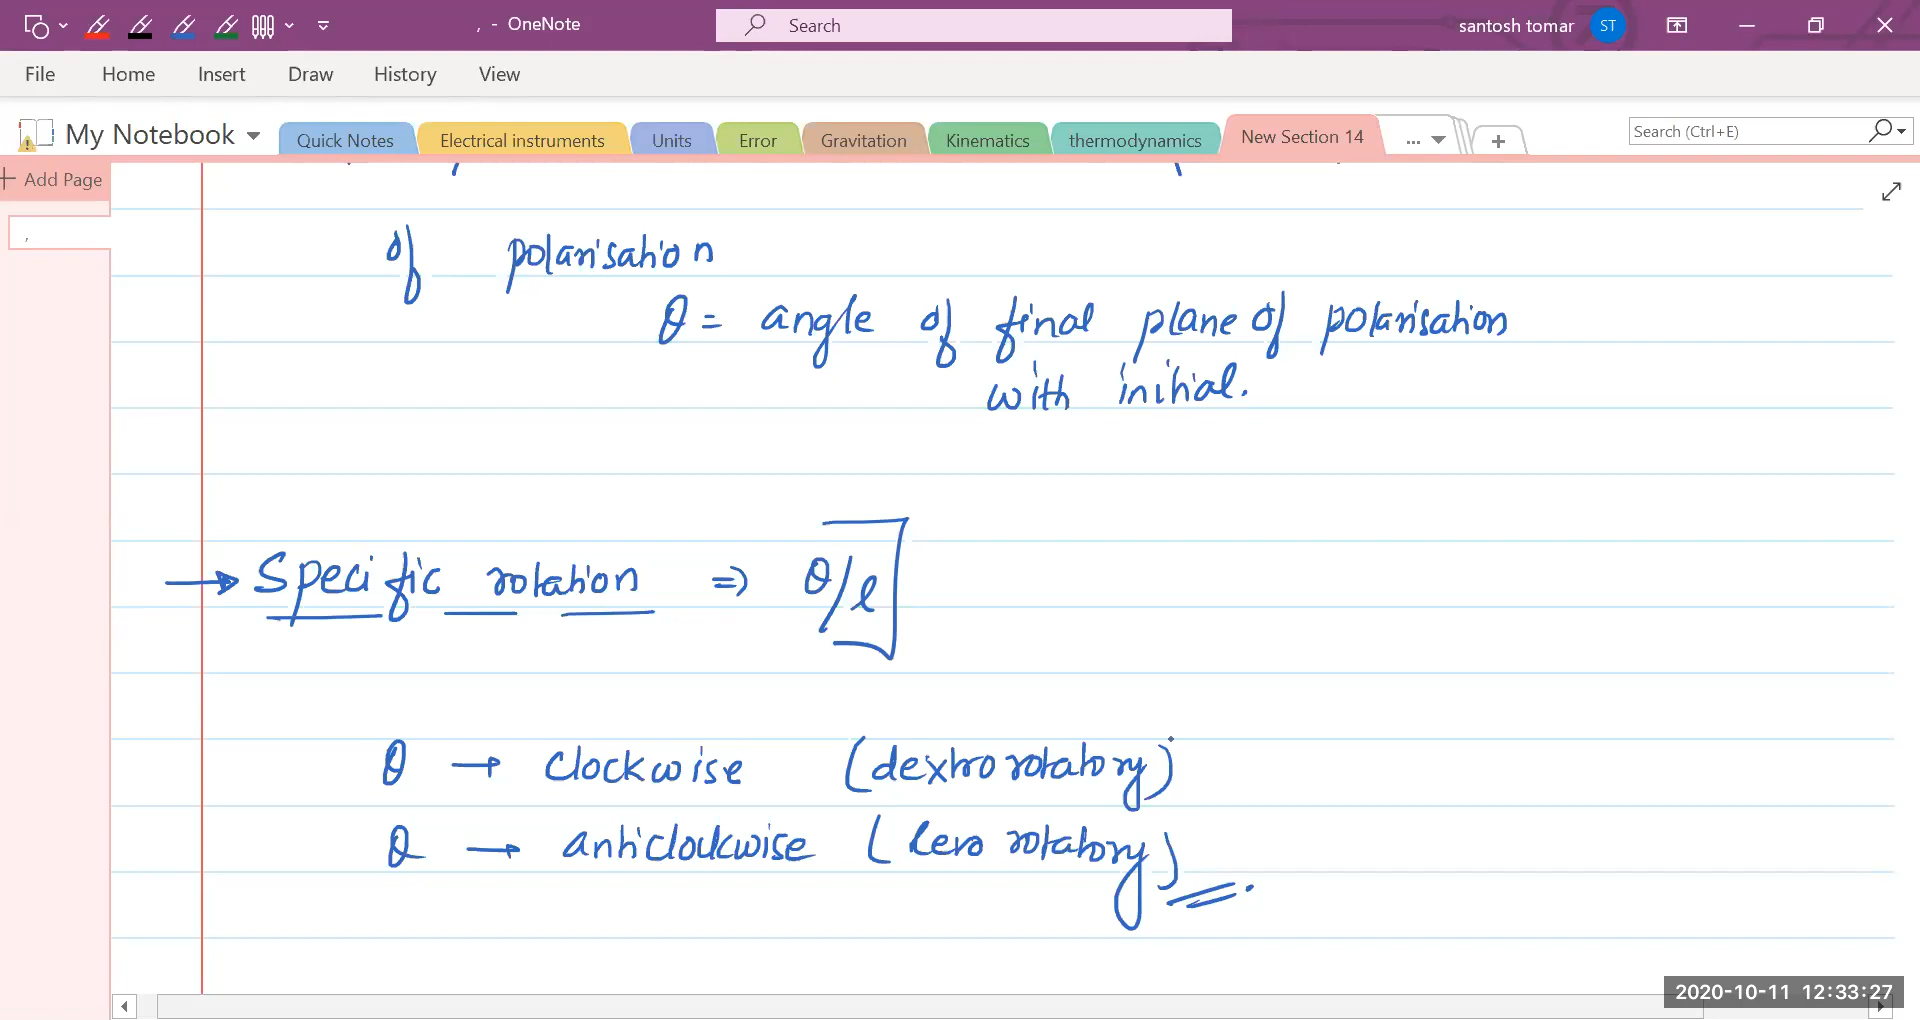 , - OneNote
Search
santosh tomar ST
File Home Insert Draw History View
My Notebook
Quick Notes Electrical instruments Units Error Gravitation Kinematics thermodynamics New Section 14 ...
Search (Ctrl+E)
Add Page
,
of polarisation
θ = angle of final plane of polarisation
with initial.
→ Specific rotation ⇒ θ/l
θ → clockwise (dextro rotatory)
θ → anticlockwise (levo rotatory)
2020-10-11 12:33:27